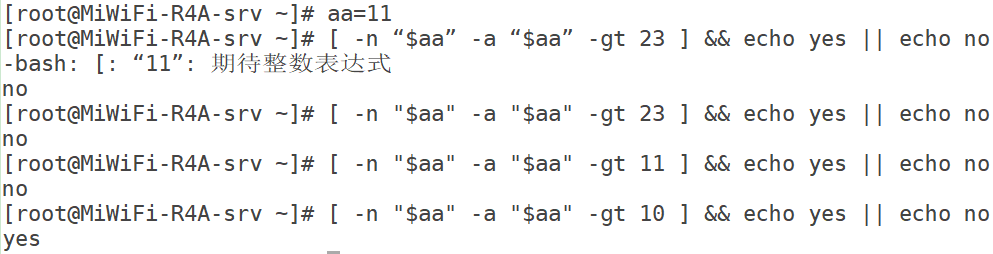 [root@MiWiFi-R4A-srv ~]# aa=11
[root@MiWiFi-R4A-srv ~]# [ -n “$aa” -a “$aa” -gt 23 ] && echo yes || echo no
-bash: [: “11”: 期待整数表达式
no
[root@MiWiFi-R4A-srv ~]# [ -n "$aa" -a "$aa" -gt 23 ] && echo yes || echo no
no
[root@MiWiFi-R4A-srv ~]# [ -n "$aa" -a "$aa" -gt 11 ] && echo yes || echo no
no
[root@MiWiFi-R4A-srv ~]# [ -n "$aa" -a "$aa" -gt 10 ] && echo yes || echo no
yes